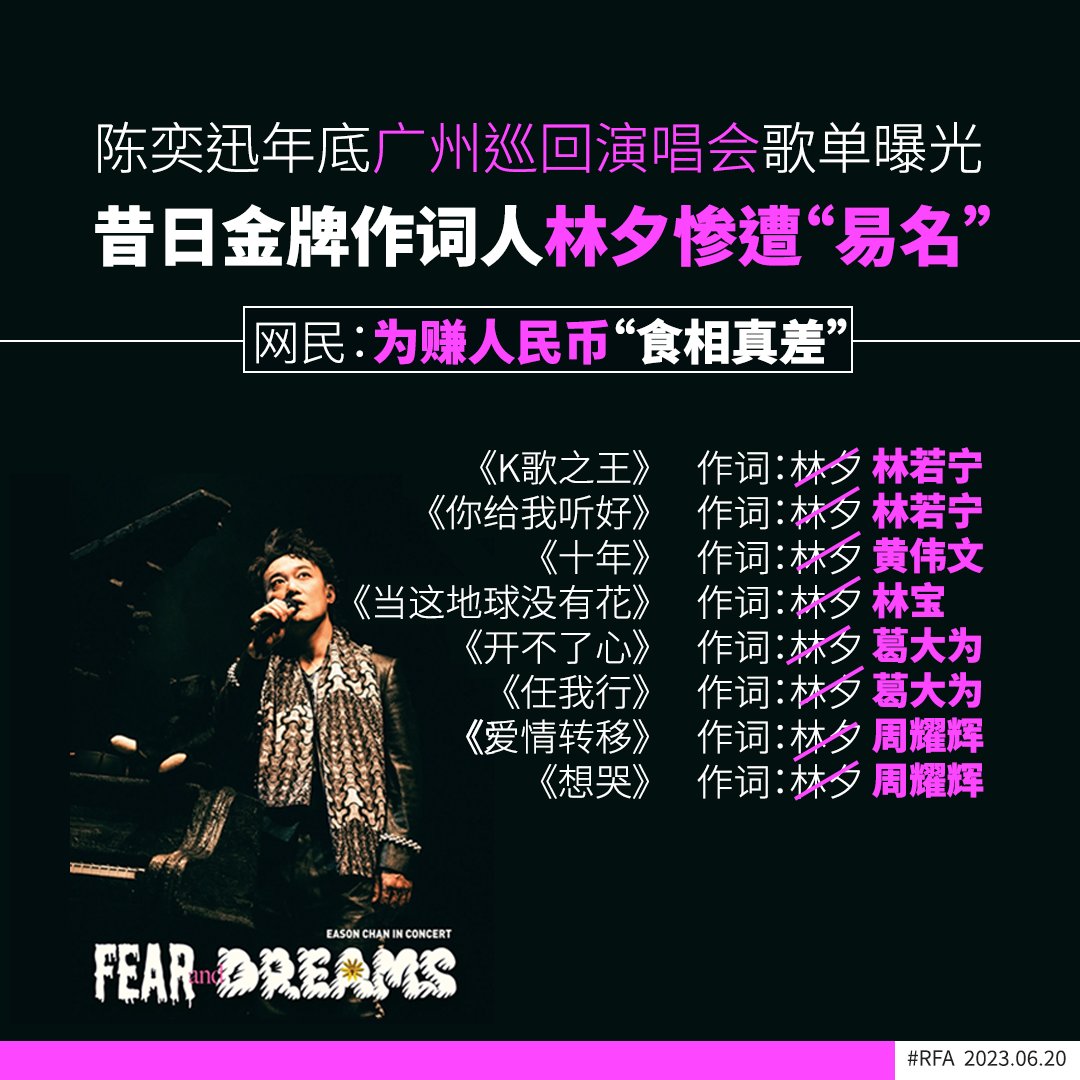 陈奕迅年底广州巡回演唱会歌单曝光
昔日金牌作词人林夕惨遭“易名”
网民：为赚人民币“食相真差”
《K歌之王》 作词：林夕 林若宁
《你给我听好》 作词：林夕 林若宁
《十年》 作词：林夕 黄伟文
《当这地球没有花》 作词：林夕 林宝
《开不了心》 作词：林夕 葛大为
《任我行》 作词：林夕 葛大为
《爱情转移》 作词：林夕 周耀辉
《想哭》 作词：林夕 周耀辉
EASON CHAN IN CONCERT
FEAR and DREAMS
#RFA 2023.06.20